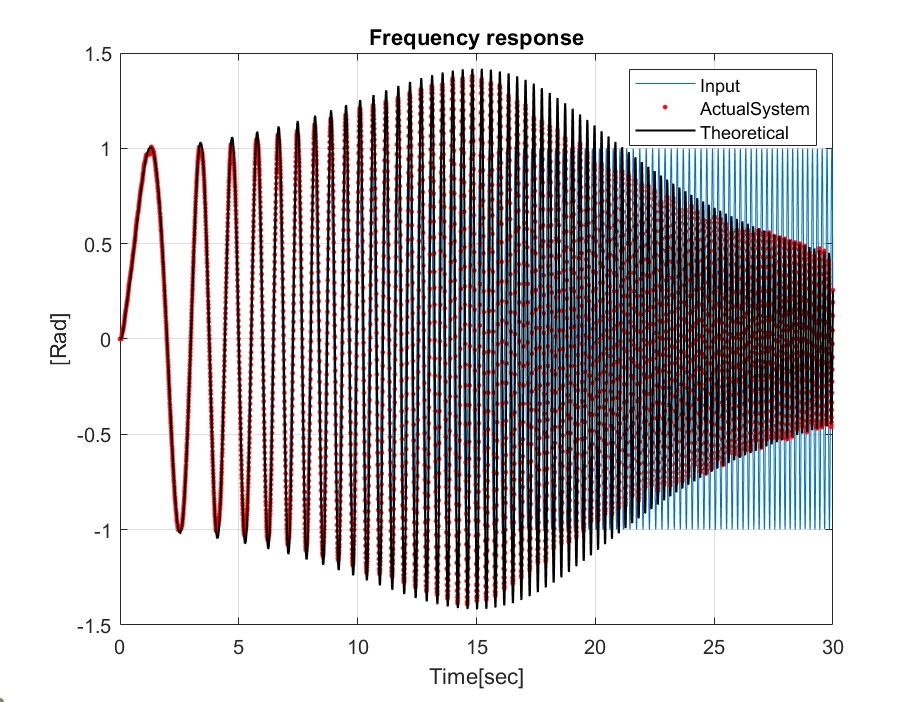 Frequency response
Input
ActualSystem
Theoretical
[Rad]
1.5
1
0.5
0
-0.5
-1
-1.5
0 5 10 15 20 25 30
Time[sec]